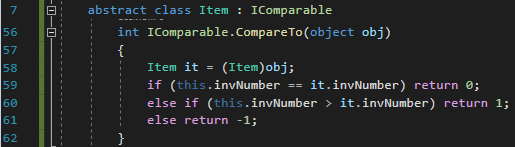 7 abstract class Item : IComparable
56 int IComparable.CompareTo(object obj)
57 {
58 Item it = (Item)obj;
59 if (this.invNumber == it.invNumber) return 0;
60 else if (this.invNumber > it.invNumber) return 1;
61 else return -1;
62 }